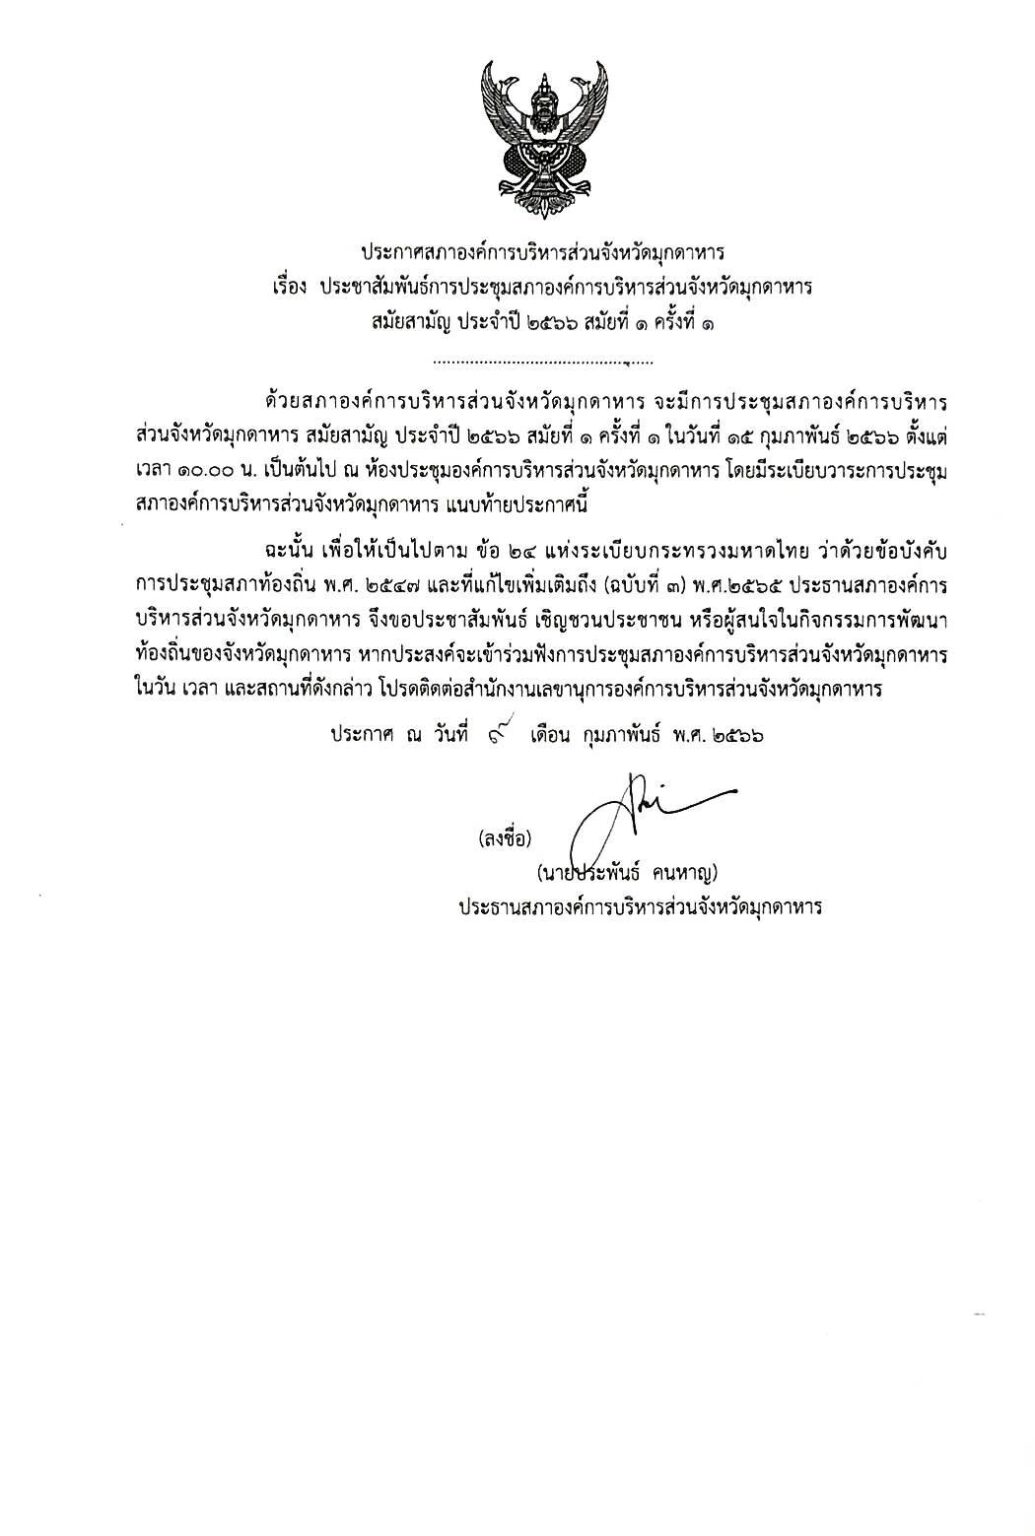 ประกาศสภาองค์การบริหารส่วนจังหวัดมุกดาหาร
เรื่อง ประชาสัมพันธ์การประชุมสภาองค์การบริหารส่วนจังหวัดมุกดาหาร
สมัยสามัญ ประจำปี ๒๕๖๖ สมัยที่ ๑ ครั้งที่ ๑
ด้วยสภาองค์การบริหารส่วนจังหวัดมุกดาหาร จะมีการประชุมสภาองค์การบริหาร
ส่วนจังหวัดมุกดาหาร สมัยสามัญ ประจำปี ๒๕๖๖ สมัยที่ ๑ ครั้งที่ ๑ ในวันที่ ๑๕ กุมภาพันธ์ ๒๕๖๖ ตั้งแต่
เวลา ๑๐.๐๐ น. เป็นต้นไป ณ ห้องประชุมองค์การบริหารส่วนจังหวัดมุกดาหาร โดยมีระเบียบวาระการประชุม
สภาองค์การบริหารส่วนจังหวัดมุกดาหาร แนบท้ายประกาศนี้
ฉะนั้น เพื่อให้เป็นไปตาม ข้อ ๒๔ แห่งระเบียบกระทรวงมหาดไทย ว่าด้วยข้อบังคับ
การประชุมสภาท้องถิ่น พ.ศ. ๒๕๔๗ และที่แก้ไขเพิ่มเติมถึง (ฉบับที่ ๓) พ.ศ.๒๕๖๕ ประธานสภาองค์การ
บริหารส่วนจังหวัดมุกดาหาร จึงขอประชาสัมพันธ์ เชิญชวนประชาชน หรือผู้สนใจในกิจกรรมการพัฒนา
ท้องถิ่นของจังหวัดมุกดาหาร หากประสงค์จะเข้าร่วมฟังการประชุมสภาองค์การบริหารส่วนจังหวัดมุกดาหาร
ในวัน เวลา และสถานที่ดังกล่าว โปรดติดต่อสำนักงานเลขานุการองค์การบริหารส่วนจังหวัดมุกดาหาร
ประกาศ ณ วันที่ ๙ เดือน กุมภาพันธ์ พ.ศ. ๒๕๖๖
(ลงชื่อ)
(นายประพันธ์ คนหาญ)
ประธานสภาองค์การบริหารส่วนจังหวัดมุกดาหาร